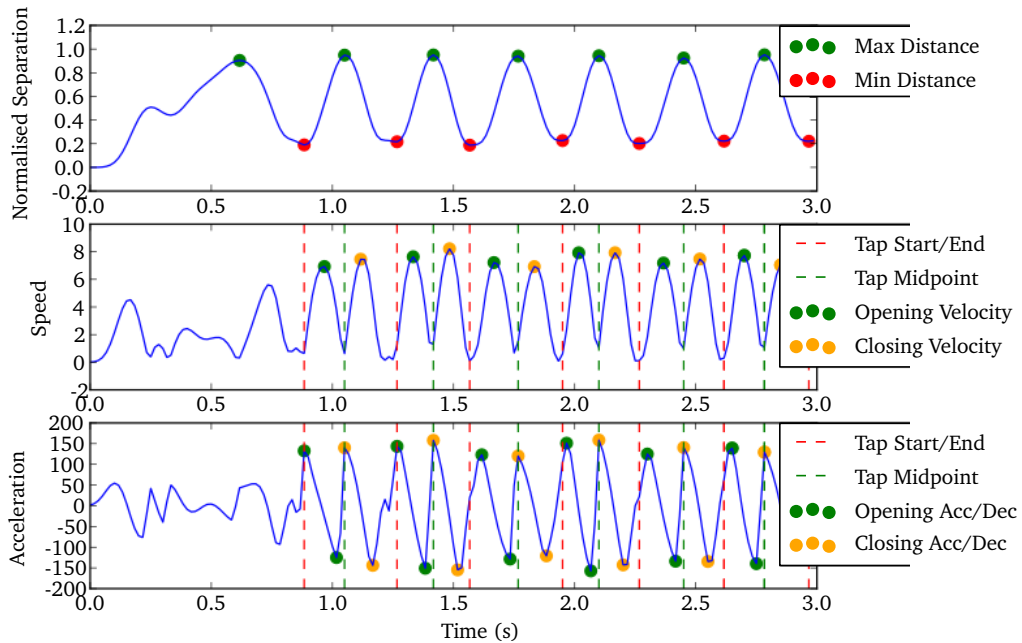 1.2
1.0
0.8
0.6
0.4
0.2
0.0
-0.2
Normalised Separation
0.0 0.5 1.0 1.5 2.0 2.5 3.0
Max Distance
Min Distance
10
8
6
4
2
0
-2
Speed
0.0 0.5 1.0 1.5 2.0 2.5 3.0
Tap Start/End
Tap Midpoint
Opening Velocity
Closing Velocity
200
150
100
50
0
-50
-100
-150
-200
Acceleration
0.0 0.5 1.0 1.5 2.0 2.5 3.0
Time (s)
Tap Start/End
Tap Midpoint
Opening Acc/Dec
Closing Acc/Dec